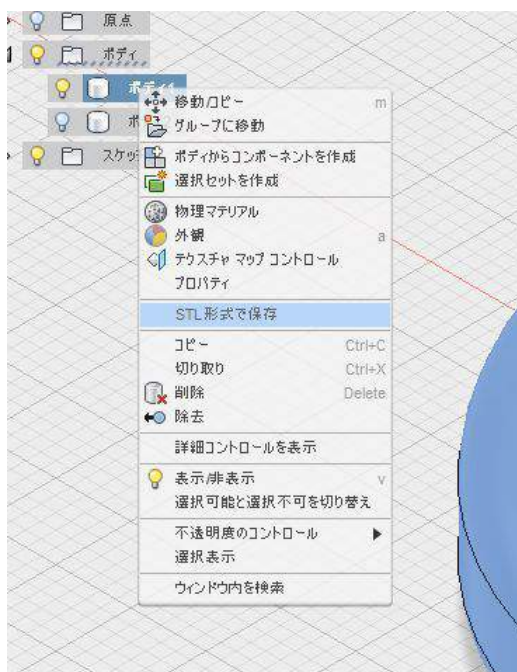 原点
ボディ
移動/コピー m
グループに移動
スケッ
ボディからコンポーネントを作成
選択セットを作成
物理マテリアル
外観 a
テクスチャ マップ コントロール
プロパティ
STL 形式で保存
コピー Ctrl+C
切り取り Ctrl+X
削除 Delete
除去
詳細コントロールを表示
表示/非表示 v
選択可能と選択不可を切り替え
不透明度のコントロール
選択表示
ウィンドウ内を検索